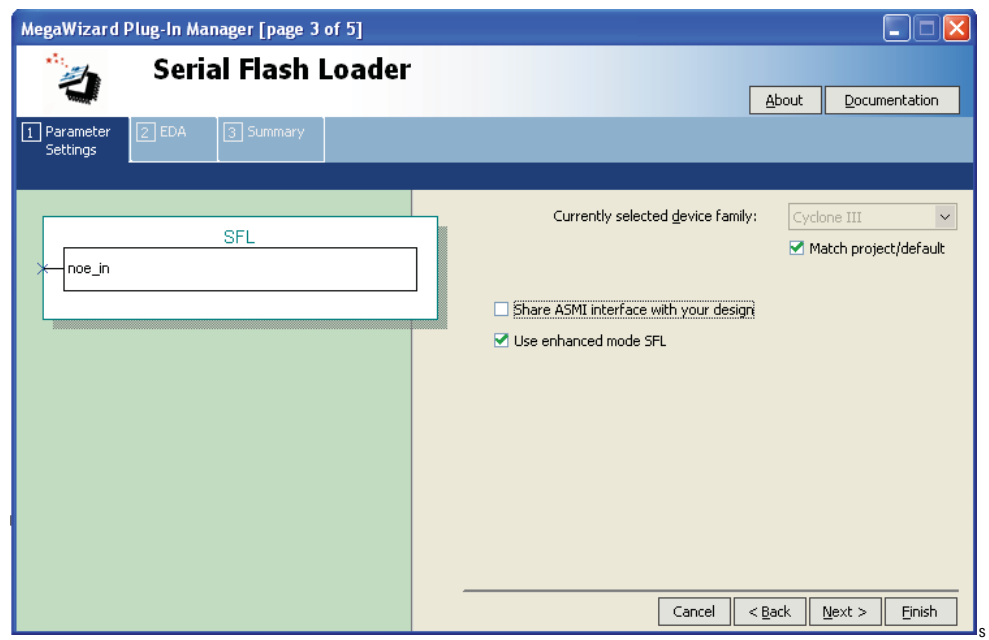 MegaWizard Plug-In Manager [page 3 of 5]
Serial Flash Loader
About
Documentation
1 Parameter Settings
2 EDA
3 Summary
SFL
noe_in
Currently selected device family:
Cyclone III
Match project/default
Share ASMI interface with your design
Use enhanced mode SFL
Cancel
< Back
Next >
Finish
s